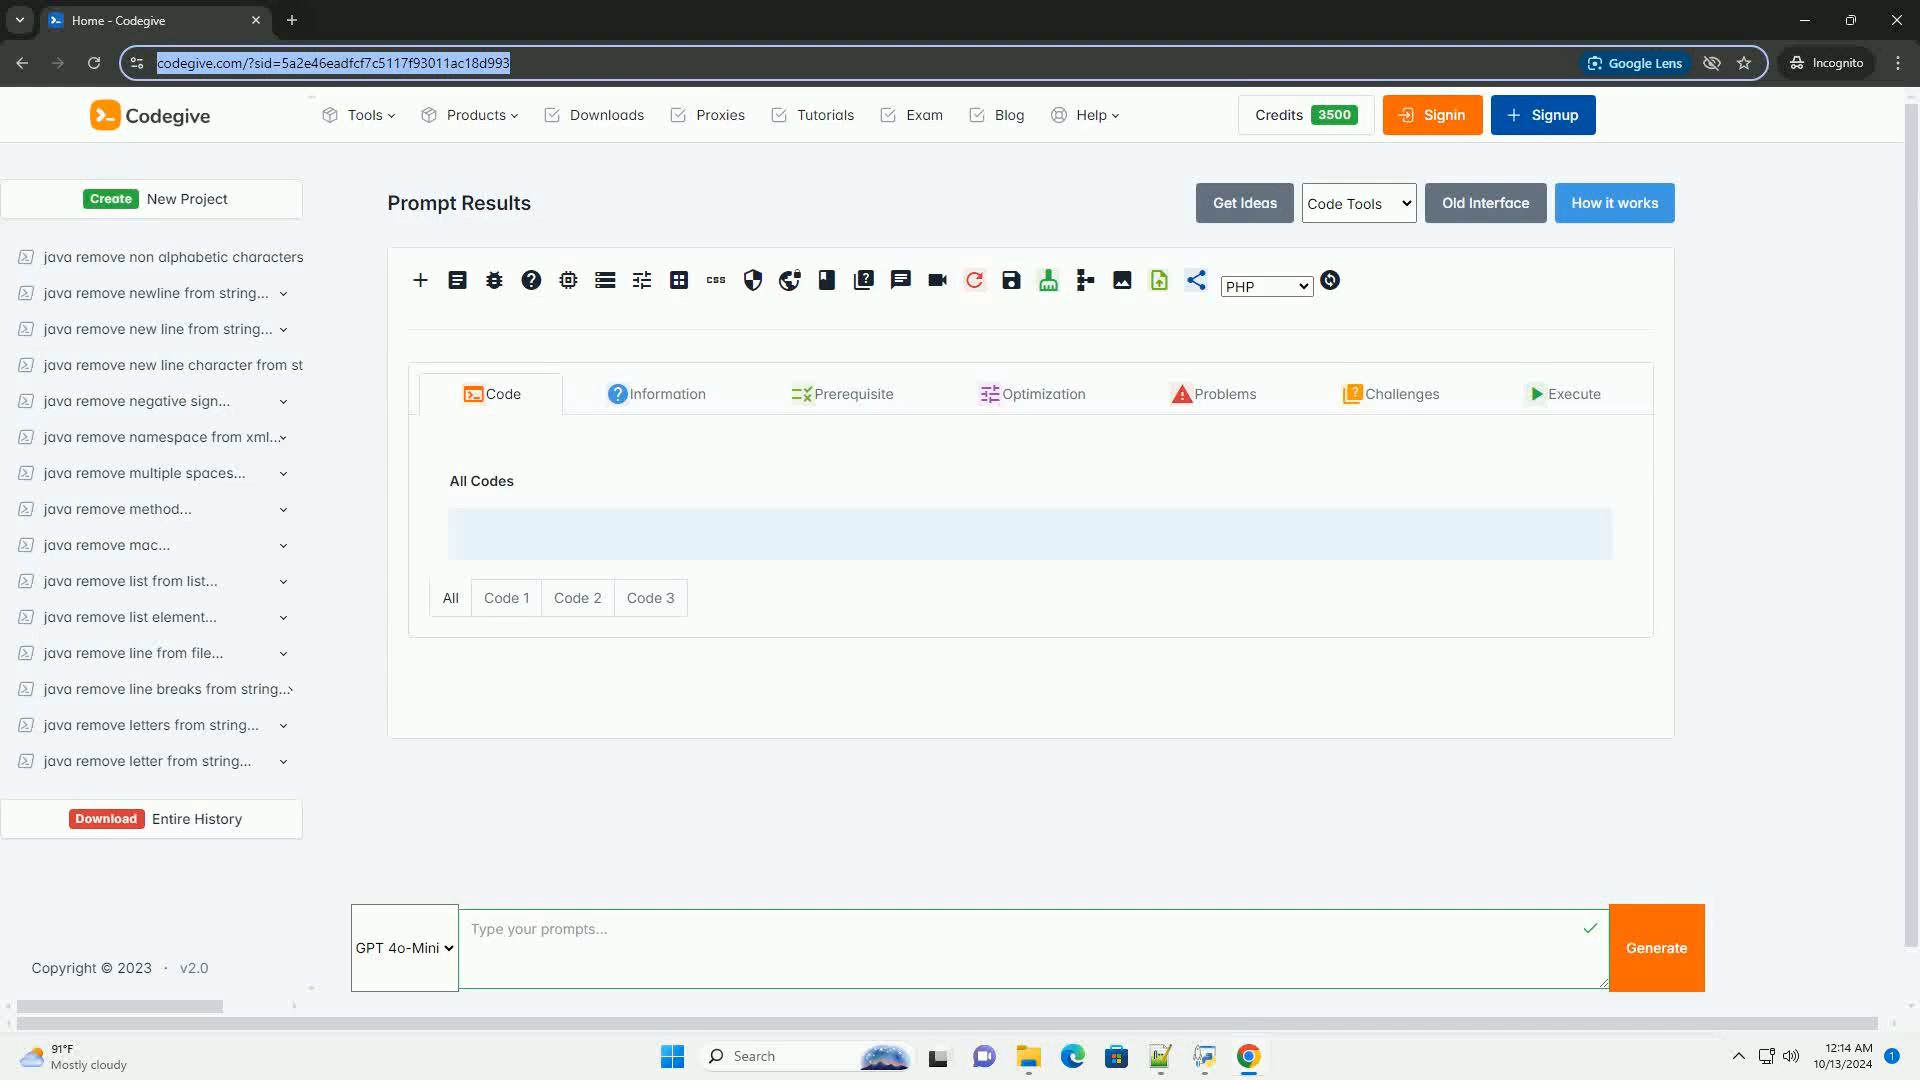 Home - Codegive
codegive.com/?sid=5a2e46eadfcf7c5117f93011ac18d993
Google Lens
Incognito
Codegive
Tools
Products
Downloads
Proxies
Tutorials
Exam
Blog
Help
Credits 3500
Signin
Signup
Create New Project
java remove non alphabetic characters
java remove newline from string...
java remove new line from string...
java remove new line character from st
java remove negative sign...
java remove namespace from xml...
java remove multiple spaces...
java remove method...
java remove mac...
java remove list from list...
java remove list element...
java remove line from file...
java remove line breaks from string...
java remove letters from string...
java remove letter from string...
Download Entire History
Copyright © 2023 · v2.0
Prompt Results
Get Ideas
Code Tools
Old Interface
How it works
css
PHP
Code
Information
Prerequisite
Optimization
Problems
Challenges
Execute
All Codes
All
Code 1
Code 2
Code 3
GPT 4o-Mini
Type your prompts...
Generate
91°F
Mostly cloudy
Search
12:14 AM
10/13/2024
1